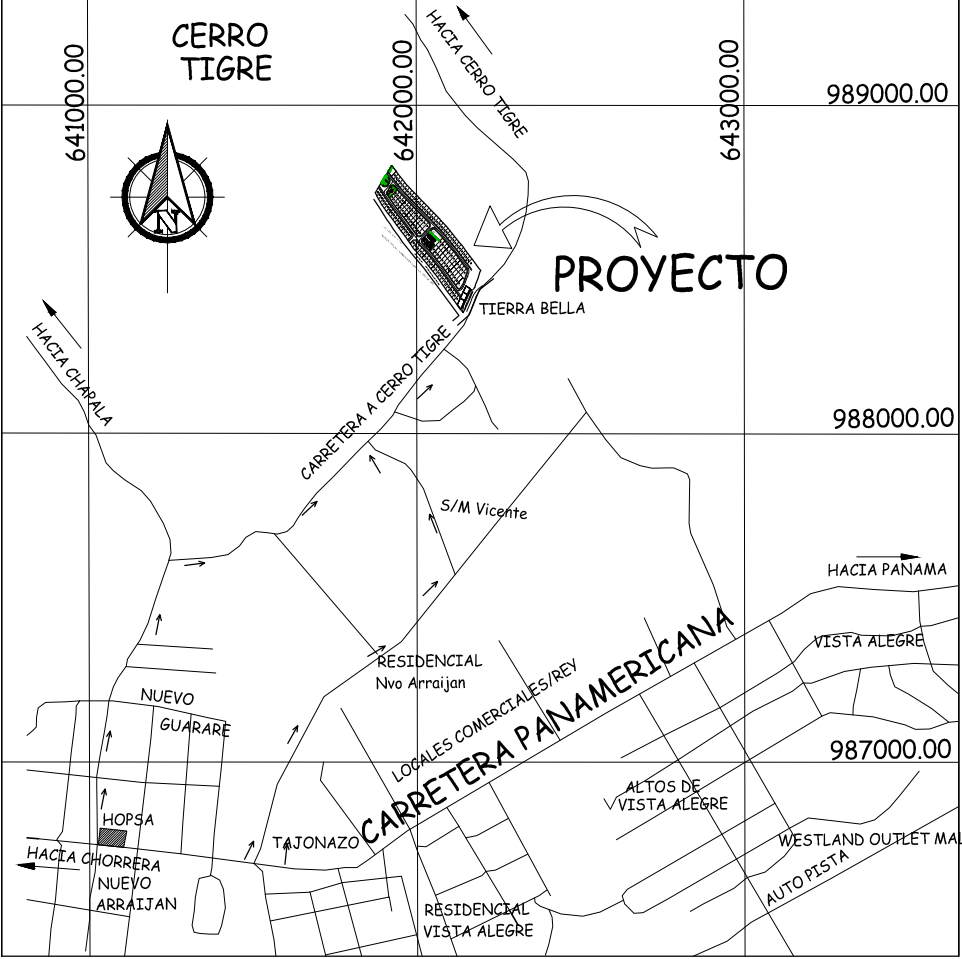 CERRO
TIGRE
HACIA CERRO TIGRE
641000.00
642000.00
643000.00
989000.00
N
PROYECTO
TIERRA BELLA
HACIA CHAPALA
CARRETERA A CERRO TIGRE
988000.00
S/M Vicente
HACIA PANAMA
VISTA ALEGRE
RESIDENCIAL
Nvo Arraijan
CARRETERA PANAMERICANA
LOCALES COMERCIALES/REY
NUEVO
GUARARE
987000.00
ALTOS DE
VISTA ALEGRE
HOPSA
TAJONAZO
WESTLAND OUTLET MAL
HACIA CHORRERA
AUTO PISTA
NUEVO
ARRAIJAN
RESIDENCIAL
VISTA ALEGRE